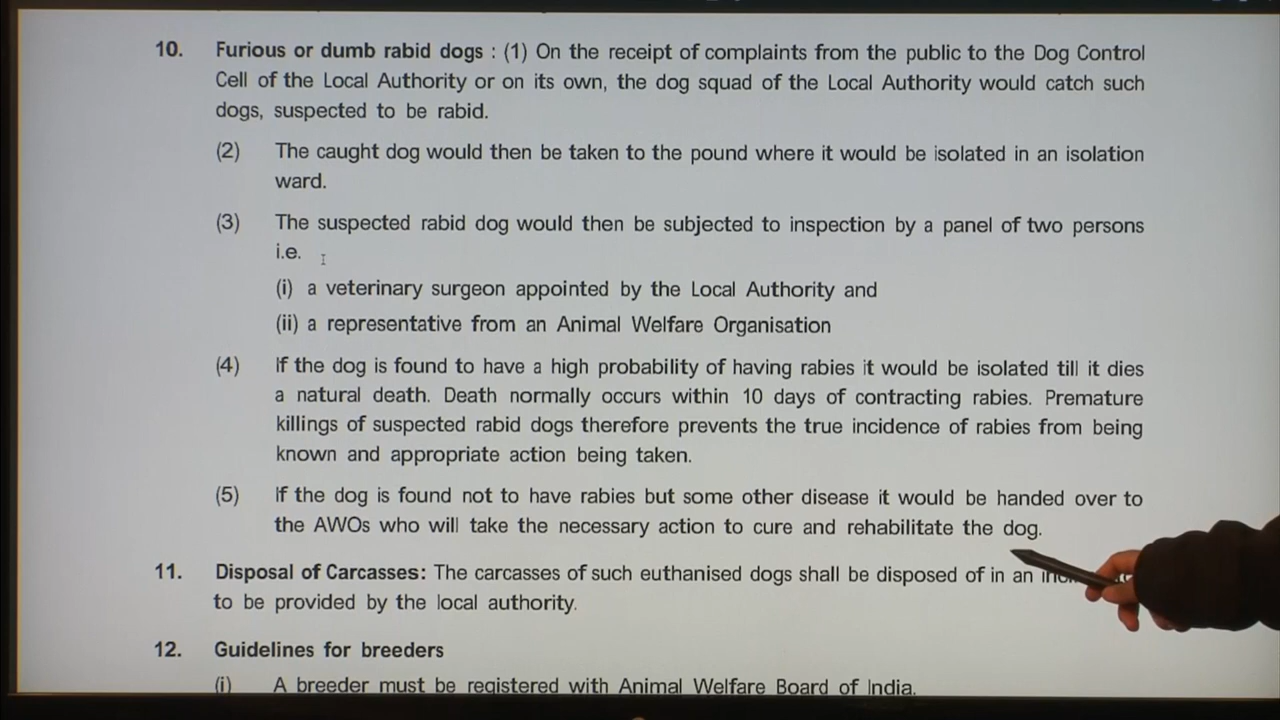 10. Furious or dumb rabid dogs : (1) On the receipt of complaints from the public to the Dog Control
Cell of the Local Authority or on its own, the dog squad of the Local Authority would catch such
dogs, suspected to be rabid.
(2) The caught dog would then be taken to the pound where it would be isolated in an isolation
ward.
(3) The suspected rabid dog would then be subjected to inspection by a panel of two persons
i.e.
(i) a veterinary surgeon appointed by the Local Authority and
(ii) a representative from an Animal Welfare Organisation
(4) If the dog is found to have a high probability of having rabies it would be isolated till it dies
a natural death. Death normally occurs within 10 days of contracting rabies. Premature
killings of suspected rabid dogs therefore prevents the true incidence of rabies from being
known and appropriate action being taken.
(5) If the dog is found not to have rabies but some other disease it would be handed over to
the AWOs who will take the necessary action to cure and rehabilitate the dog.
11. Disposal of Carcasses: The carcasses of such euthanised dogs shall be disposed of in an
to be provided by the local authority.
12. Guidelines for breeders
(i) A breeder must be registered with Animal Welfare Board of India.